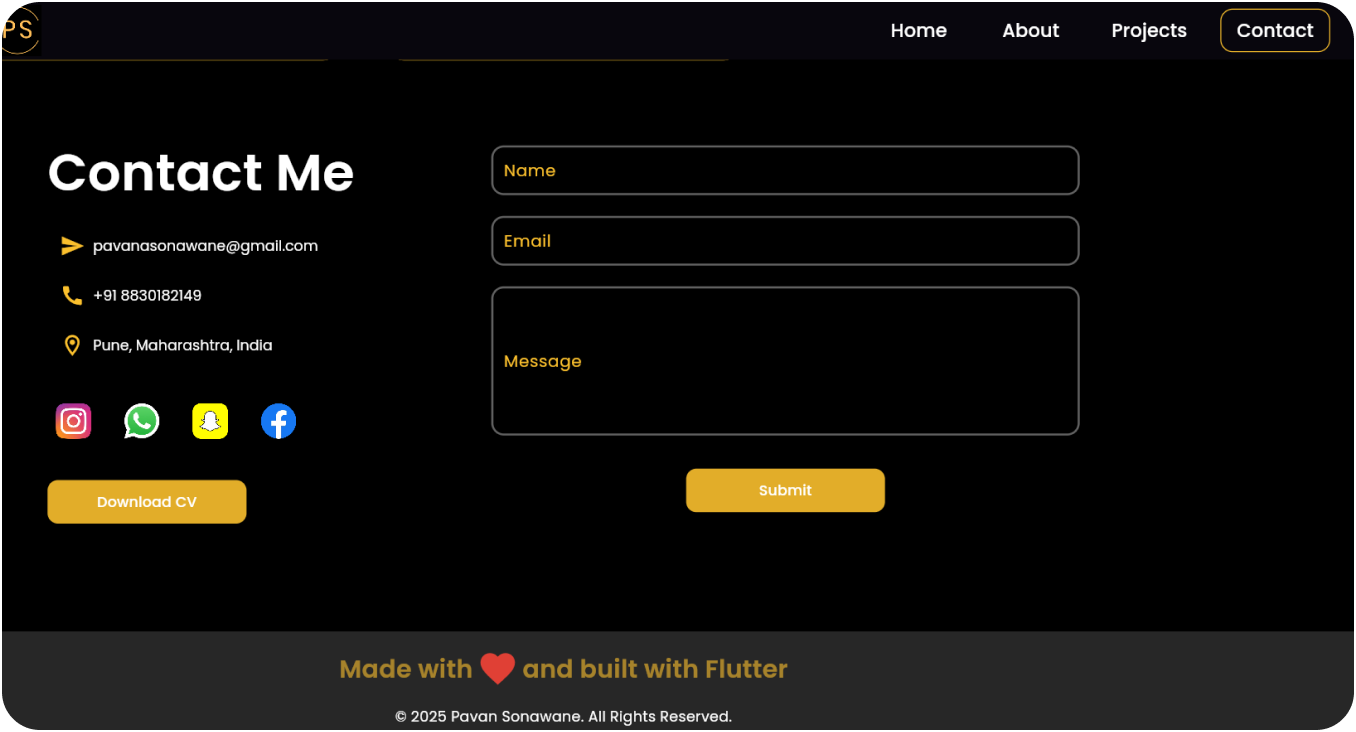 PS
Home About Projects Contact
Contact Me
pavanasonawane@gmail.com
+91 8830182149
Pune, Maharashtra, India
Download CV
Name
Email
Message
Submit
Made with ❤ and built with Flutter
© 2025 Pavan Sonawane. All Rights Reserved.